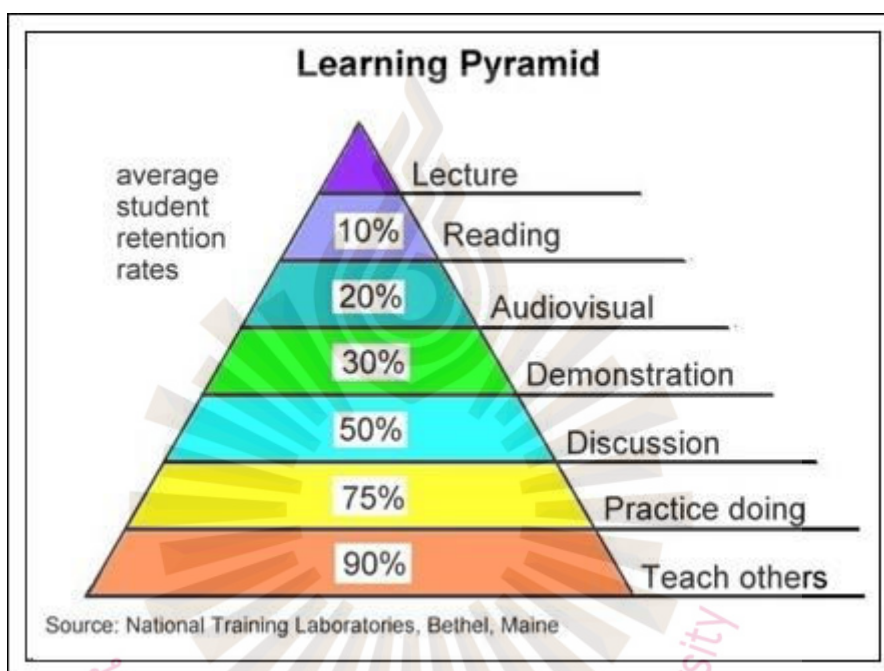 Learning Pyramid
average
student
retention
rates
Lecture
10% Reading
20% Audiovisual
30% Demonstration
50% Discussion
75% Practice doing
90% Teach others
Source: National Training Laboratories, Bethel, Maine
sity